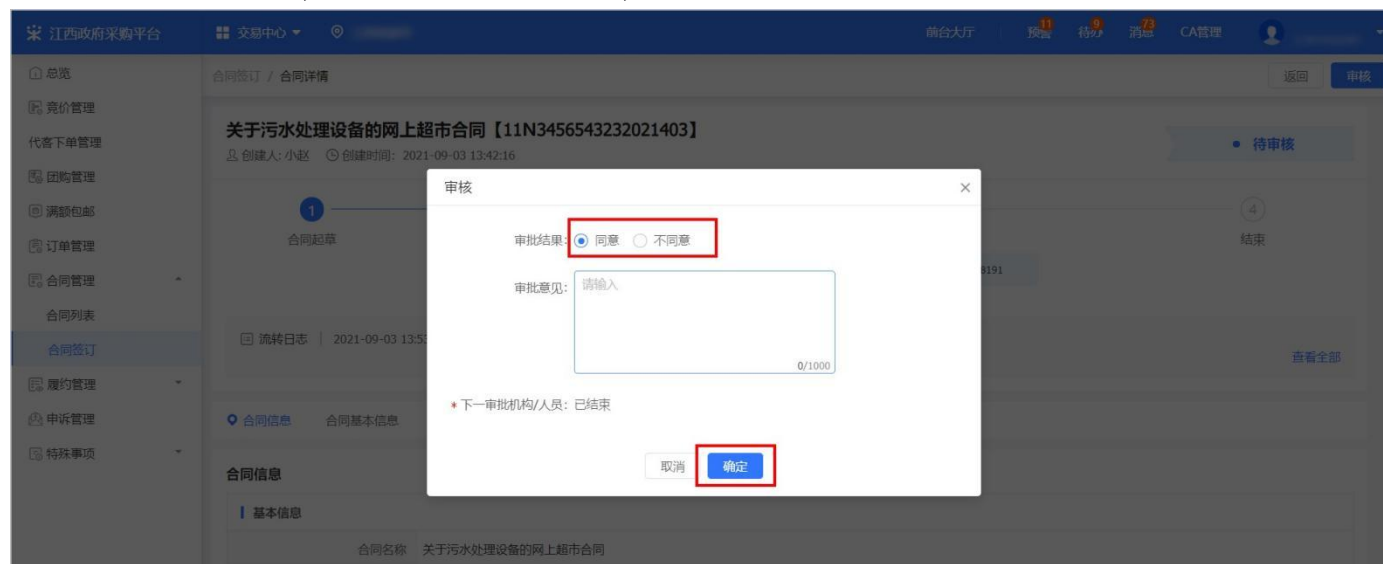 江西政府采购平台 交易中心 前台大厅 预警 11 待办 9 消息 73 CA管理
总览
合同签订 / 合同详情 返回 审核
竞价管理
代客下单管理
关于污水处理设备的网上超市合同【11N3456543232021403】
创建人: 小赵 创建时间: 2021-09-03 13:42:16
待审核
团购管理
满额包邮
订单管理
合同管理
合同列表
合同签订
履约管理
申诉管理
特殊事项
1 4
合同起草 结束
8191
流转日志 2021-09-03 13:53
查看全部
合同信息 合同基本信息
合同信息
基本信息
合同名称 关于污水处理设备的网上超市合同
审核
审批结果: 同意 不同意
审批意见: 请输入
0/1000
* 下一审批机构/人员: 已结束
取消 确定